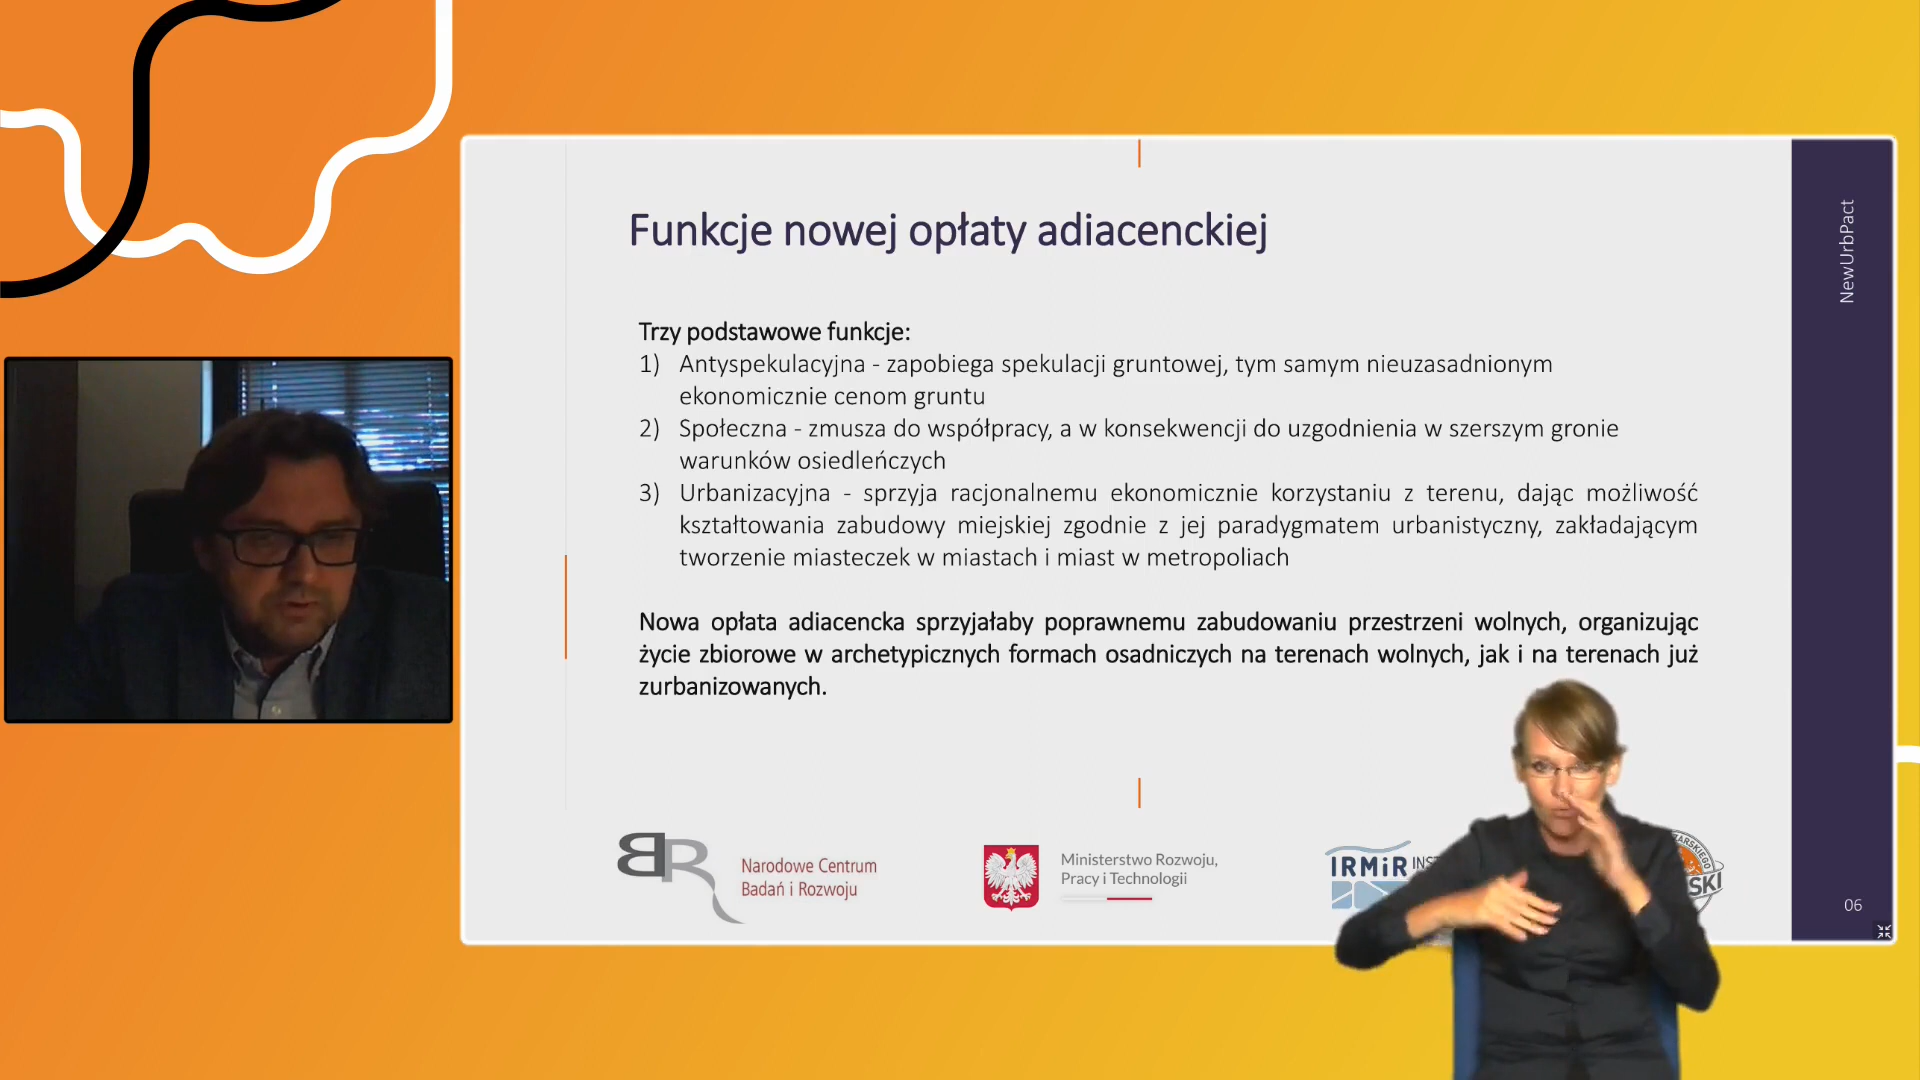 Funkcje nowej opłaty adiacenckiej
NewUrbPact
Trzy podstawowe funkcje:
1) Antyspekulacyjna - zapobiega spekulacji gruntowej, tym samym nieuzasadnionym
ekonomicznie cenom gruntu
2) Społeczna - zmusza do współpracy, a w konsekwencji do uzgodnienia w szerszym gronie
warunków osiedleńczych
3) Urbanizacyjna - sprzyja racjonalnemu ekonomicznie korzystaniu z terenu, dając możliwość
kształtowania zabudowy miejskiej zgodnie z jej paradygmatem urbanistyczny, zakładającym
tworzenie miasteczek w miastach i miast w metropoliach
Nowa opłata adiacencka sprzyjałaby poprawnemu zabudowaniu przestrzeni wolnych, organizując
życie zbiorowe w archetypicznych formach osadniczych na terenach wolnych, jak i na terenach już
zurbanizowanych.
BR
Narodowe Centrum
Badań i Rozwoju
Ministerstwo Rozwoju,
Pracy i Technologii
IRMiR
06